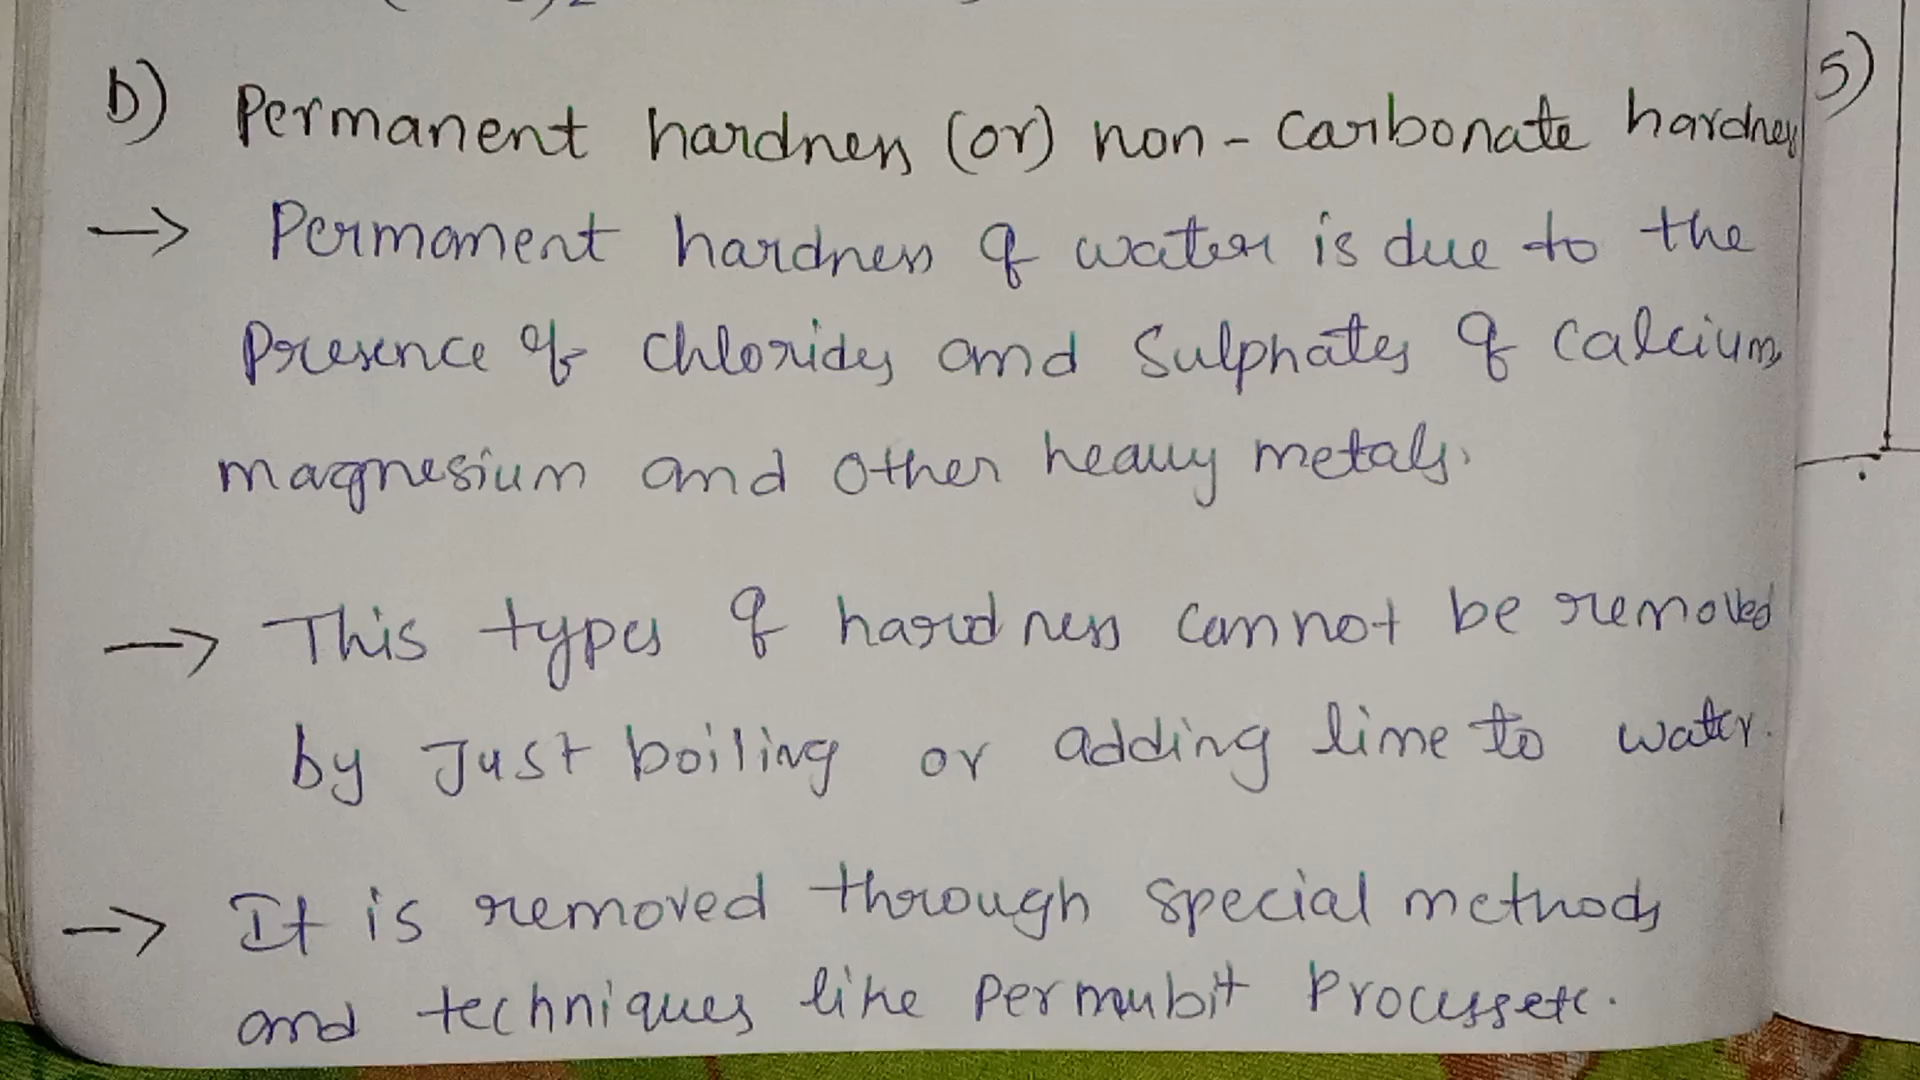 b) Permanent hardness (or) non-carbonate hardness
→ Permanent hardness of water is due to the
Presence of chlorides and Sulphates of calcium,
magnesium and other heavy metals.
→ This types of hardness cannot be removed
by Just boiling or adding lime to water.
→ It is removed through special methods
and techniques like Permubit Process etc.
5)